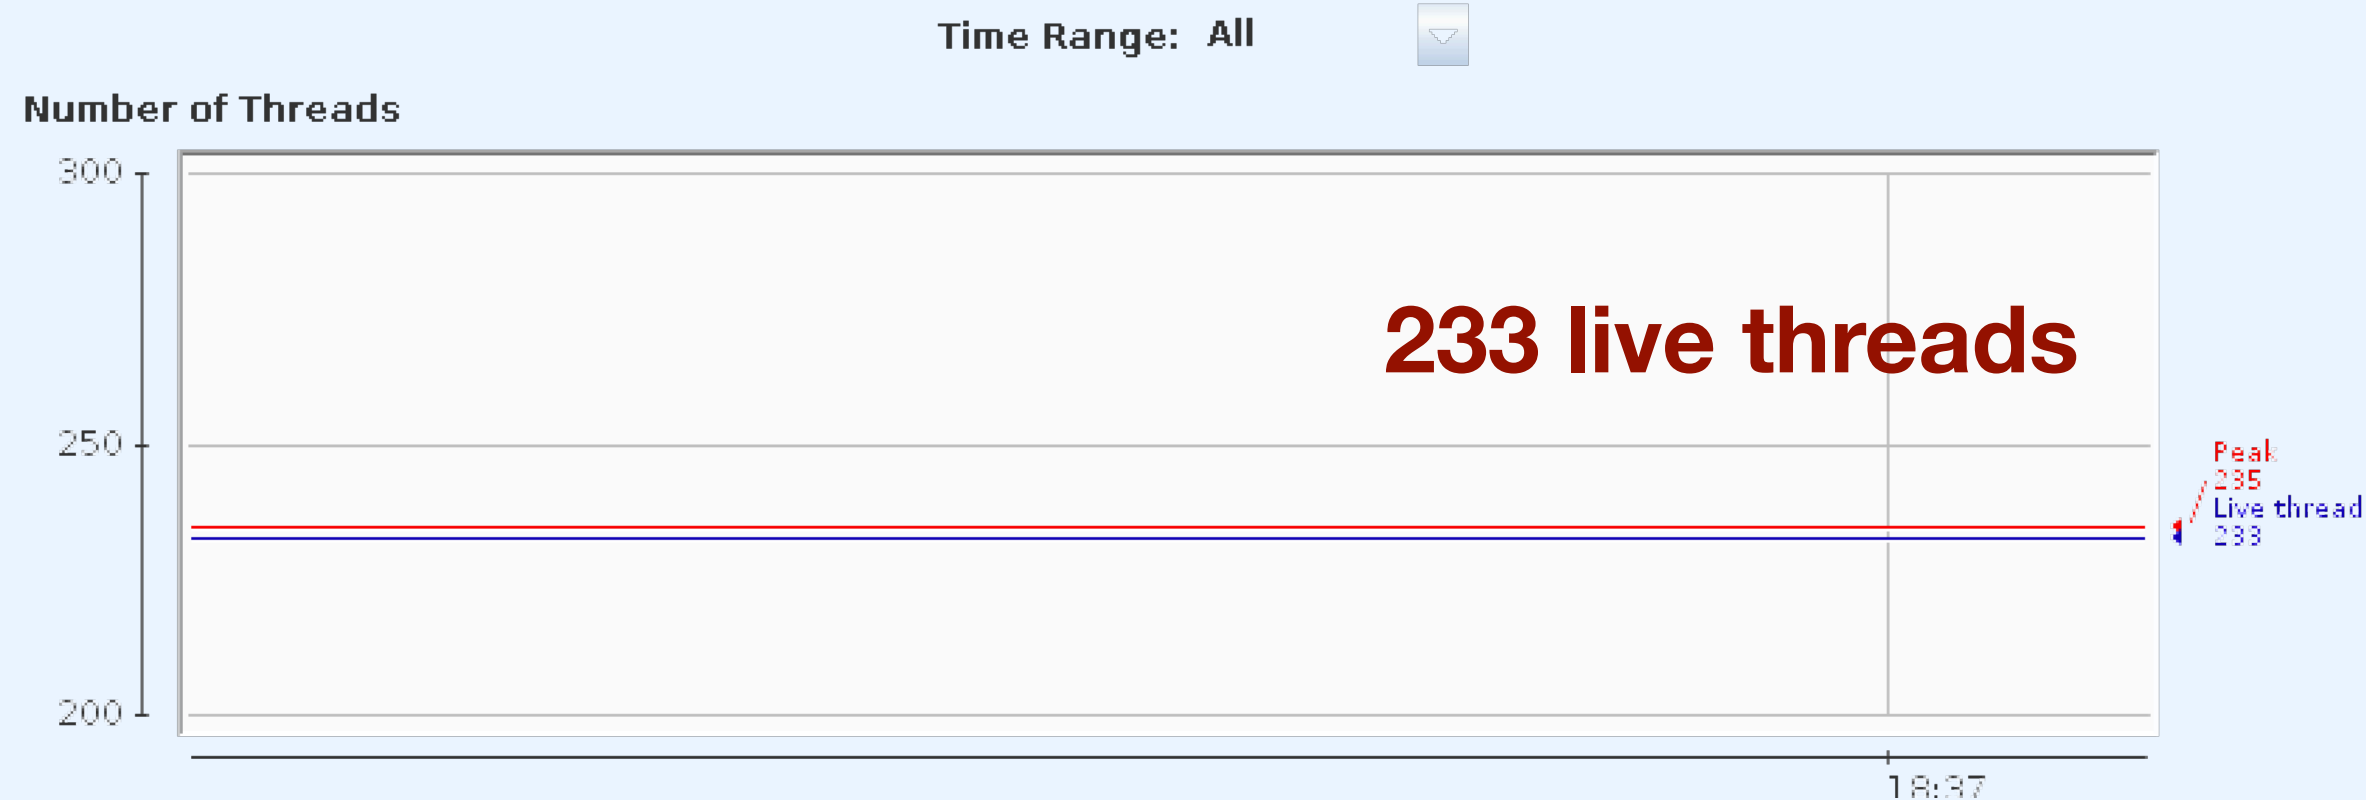 Time Range: All
Number of Threads
300
233 live threads
250
Peak
235
Live thread
233
200
18:37